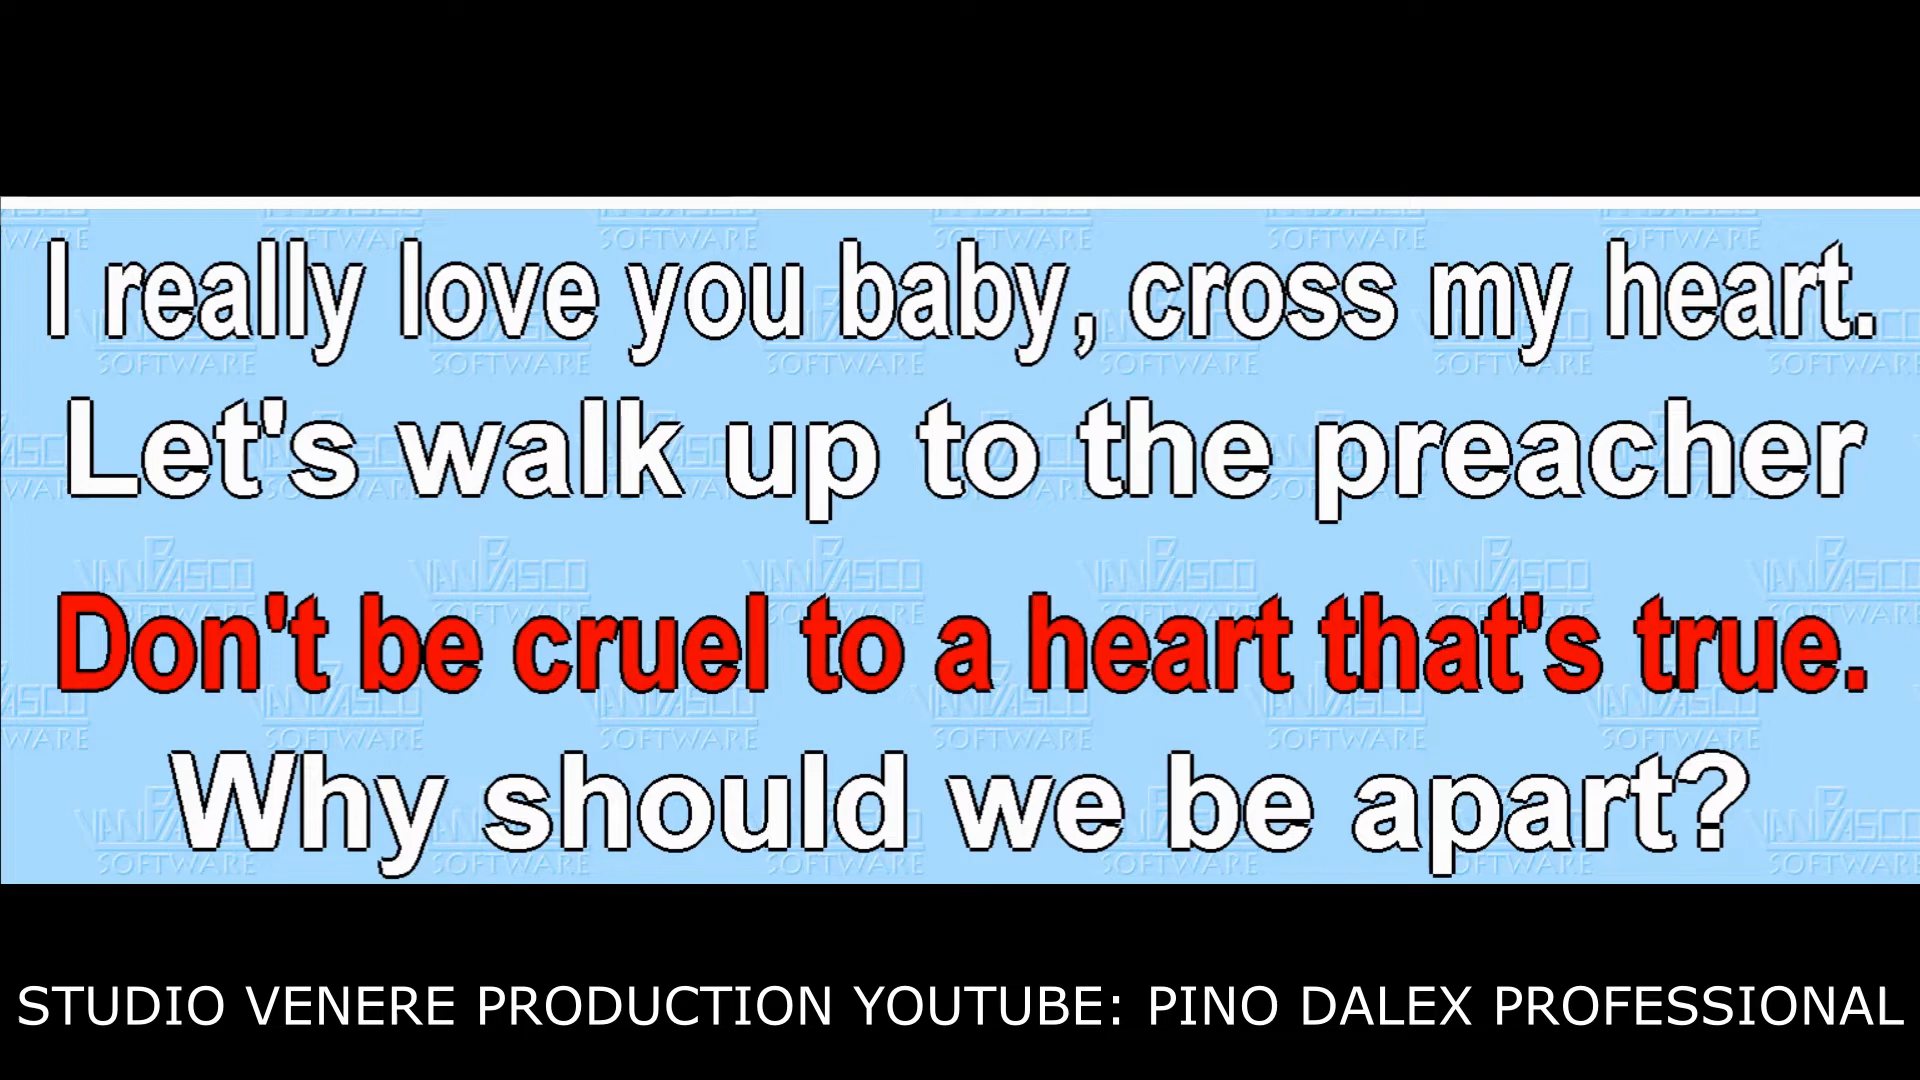 I really love you baby, cross my heart.
Let's walk up to the preacher
Don't be cruel to a heart that's true.
Why should we be apart?
STUDIO VENERE PRODUCTION YOUTUBE: PINO DALEX PROFESSIONAL